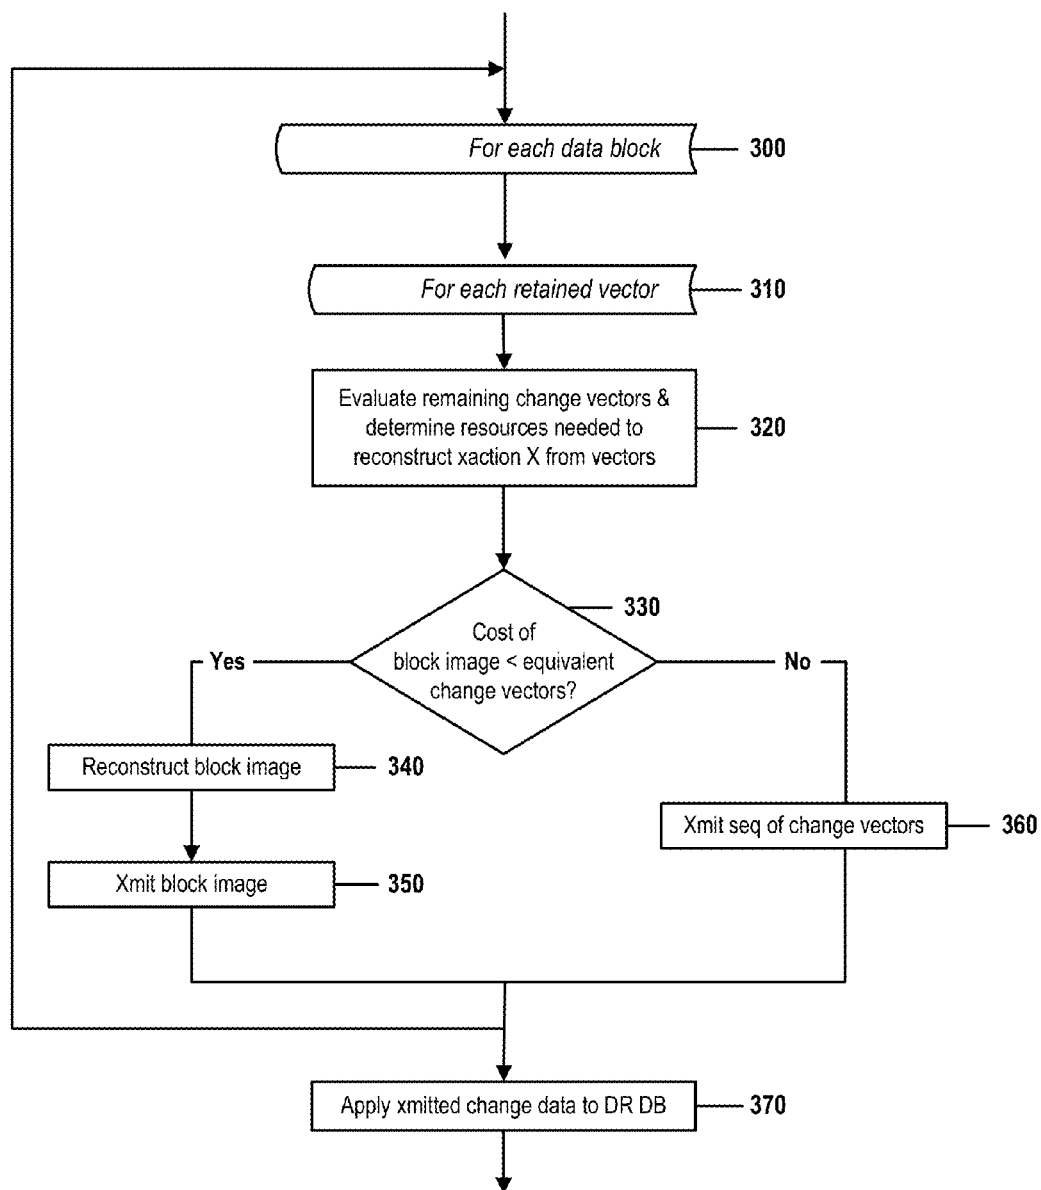 For each data block
300
For each retained vector
310
Evaluate remaining change vectors &
determine resources needed to
reconstruct xaction X from vectors
320
330
Cost of
block image < equivalent
change vectors?
Yes
No
Reconstruct block image
340
Xmit seq of change vectors
360
Xmit block image
350
Apply xmitted change data to DR DB
370